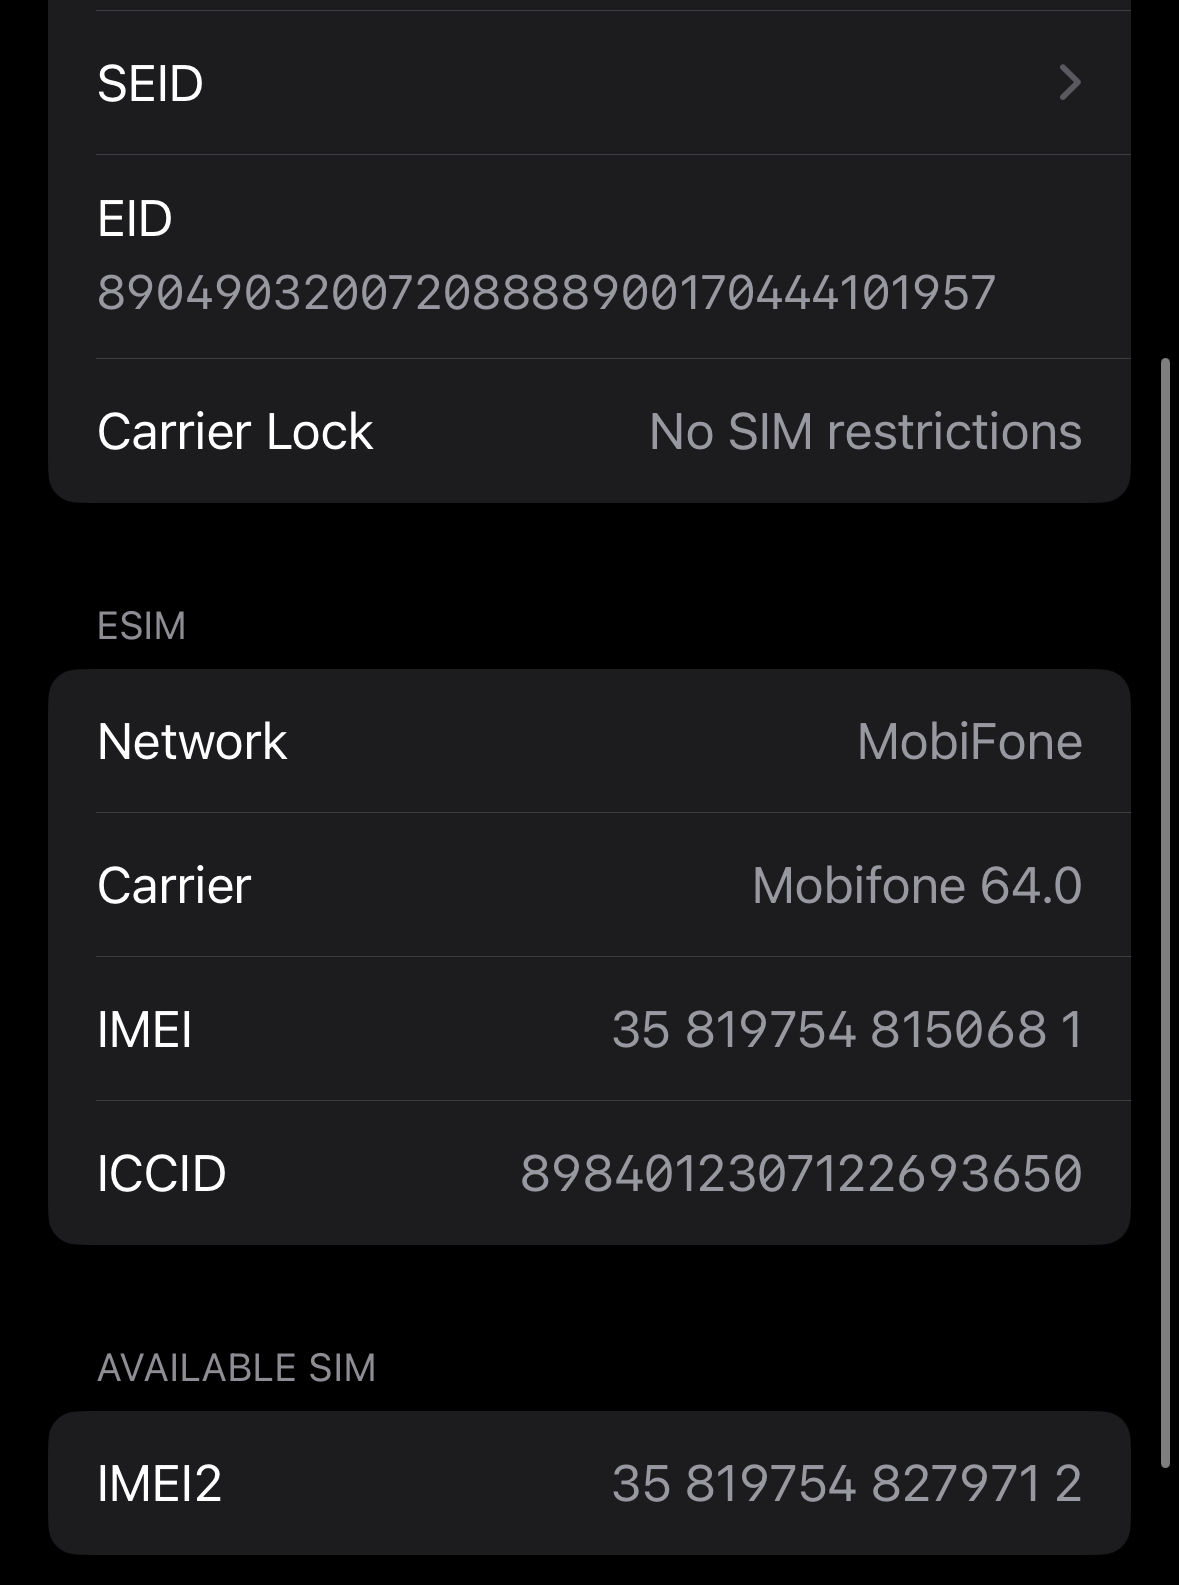 SEID
EID
89049032007208888900170444101957
Carrier Lock No SIM restrictions
ESIM
Network MobiFone
Carrier Mobifone 64.0
IMEI 35 819754 815068 1
ICCID 8984012307122693650
AVAILABLE SIM
IMEI2 35 819754 827971 2